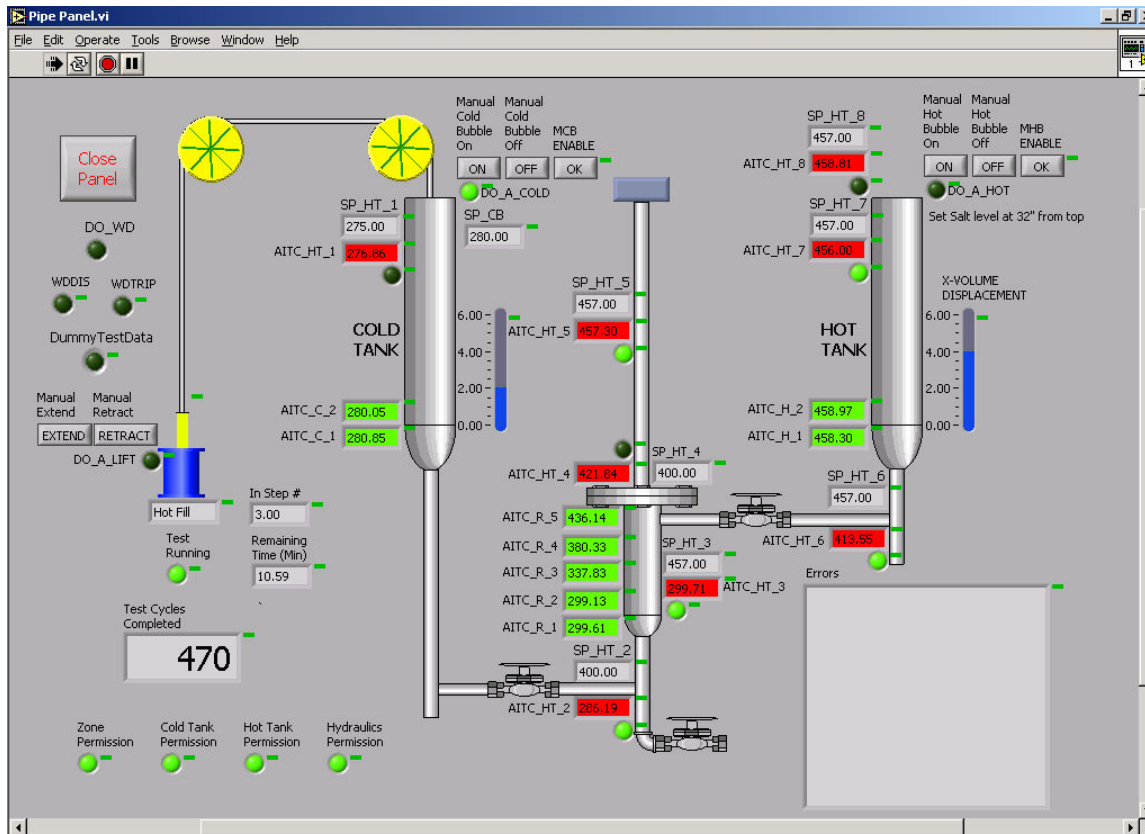 Pipe Panel.vi
File Edit Operate Tools Browse Window Help
1
Close
Panel
DO_WD
WDDIS
WDTRIP
DummyTestData
Manual
Extend
Manual
Retract
EXTEND
RETRACT
DO_A_LIFT
Hot Fill
Test
Running
In Step #
3.00
Remaining
Time (Min)
10.59
Test Cycles
Completed
470
Zone
Permission
Cold Tank
Permission
Hot Tank
Permission
Hydraulics
Permission
Manual
Cold
Bubble
On
Manual
Cold
Bubble
Off
MCB
ENABLE
ON
OFF
OK
DO_A_COLD
SP_HT_1
275.00
AITC_HT_1
276.86
SP_CB
280.00
COLD
TANK
6.00
4.00
2.00
0.00
AITC_C_2
280.05
AITC_C_1
280.85
SP_HT_5
457.00
AITC_HT_5
457.30
AITC_HT_4
421.84
SP_HT_4
400.00
AITC_R_5
436.14
AITC_R_4
380.33
AITC_R_3
337.83
AITC_R_2
299.13
AITC_R_1
299.61
SP_HT_3
457.00
299.71
AITC_HT_3
SP_HT_2
400.00
AITC_HT_2
286.19
SP_HT_8
457.00
AITC_HT_8
458.81
SP_HT_7
457.00
AITC_HT_7
456.00
Manual
Hot
Bubble
On
Manual
Hot
Bubble
Off
MHB
ENABLE
ON
OFF
OK
DO_A_HOT
Set Salt level at 32" from top
X-VOLUME
DISPLACEMENT
HOT
TANK
6.00
4.00
2.00
0.00
AITC_H_2
458.97
AITC_H_1
458.30
SP_HT_6
457.00
AITC_HT_6
413.55
Errors